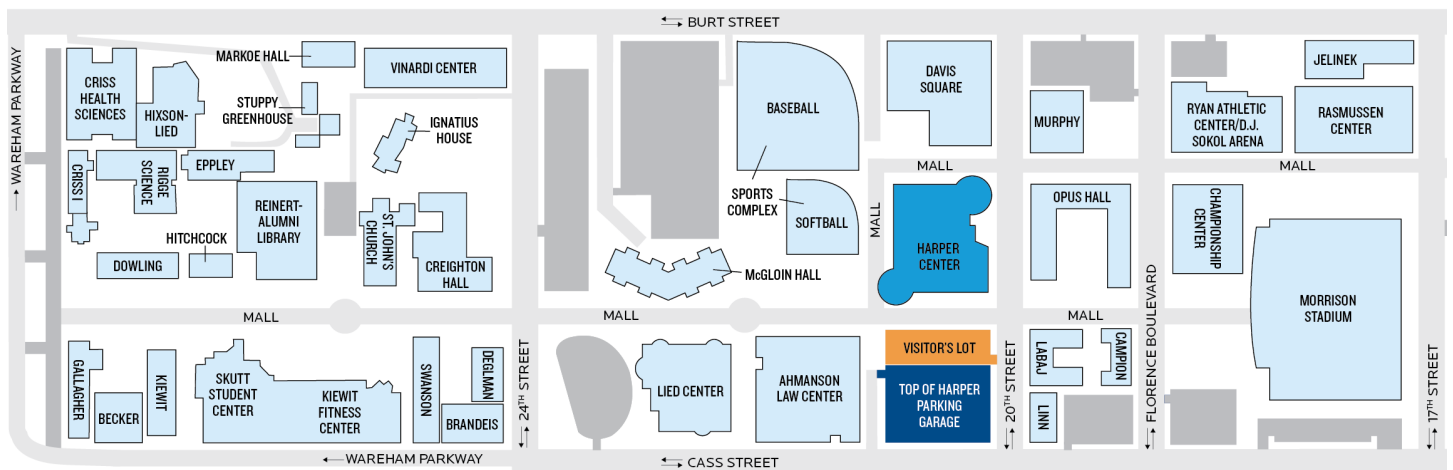 BURT STREET
WAREHAM PARKWAY
CRISS
HEALTH
SCIENCES
HIXSON-
LIED
MARKOE HALL
STUPPY
GREENHOUSE
VINARDI CENTER
IGNATIUS
HOUSE
BASEBALL
DAVIS
SQUARE
MURPHY
RYAN ATHLETIC
CENTER/D.J.
SOKOL ARENA
JELINEK
RASMUSSEN
CENTER
MALL
MALL
CRISS I
RIGGE
SCIENCE
EPPLEY
REINERT-
ALUMNI
LIBRARY
HITCHCOCK
DOWLING
ST. JOHN'S
CHURCH
CREIGHTON
HALL
SPORTS
COMPLEX
SOFTBALL
McGLOIN HALL
MALL
HARPER
CENTER
OPUS HALL
CHAMPIONSHIP
CENTER
MORRISON
STADIUM
MALL
MALL
MALL
GALLAGHER
BECKER
KIEWIT
SKUTT
STUDENT
CENTER
KIEWIT
FITNESS
CENTER
SWANSON
DEGLMAN
BRANDEIS
24TH STREET
LIED CENTER
AHMANSON
LAW CENTER
VISITOR'S LOT
TOP OF HARPER
PARKING
GARAGE
20TH STREET
LABAJ
CAMPION
LINN
FLORENCE BOULEVARD
17TH STREET
WAREHAM PARKWAY
CASS STREET